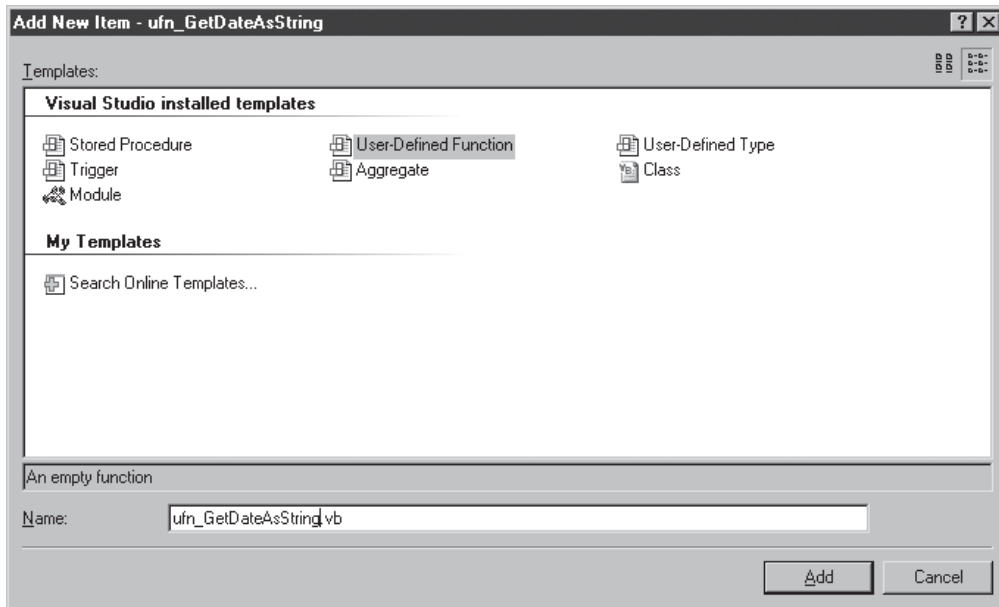 Add New Item - ufn_GetDateAsString
Templates:
Visual Studio installed templates
Stored Procedure User-Defined Function User-Defined Type
Trigger Aggregate Class
Module
My Templates
Search Online Templates...
An empty function
Name: ufn_GetDateAsString.vb
Add Cancel